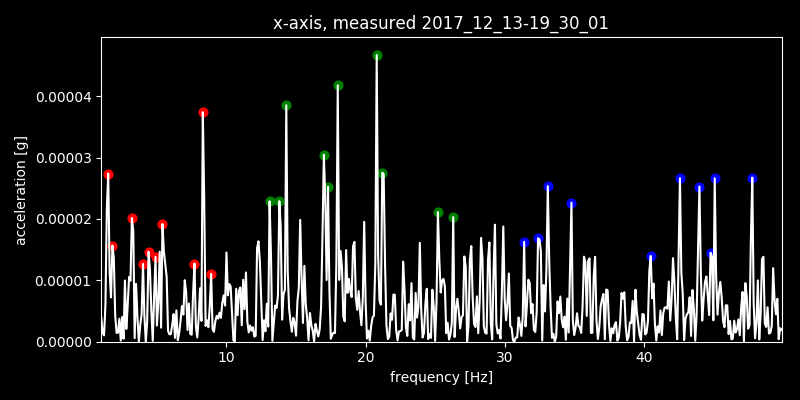 x-axis, measured 2017_12_13-19_30_01
acceleration [g]
0.00004
0.00003
0.00002
0.00001
0.00000
10 20 30 40
frequency [Hz]